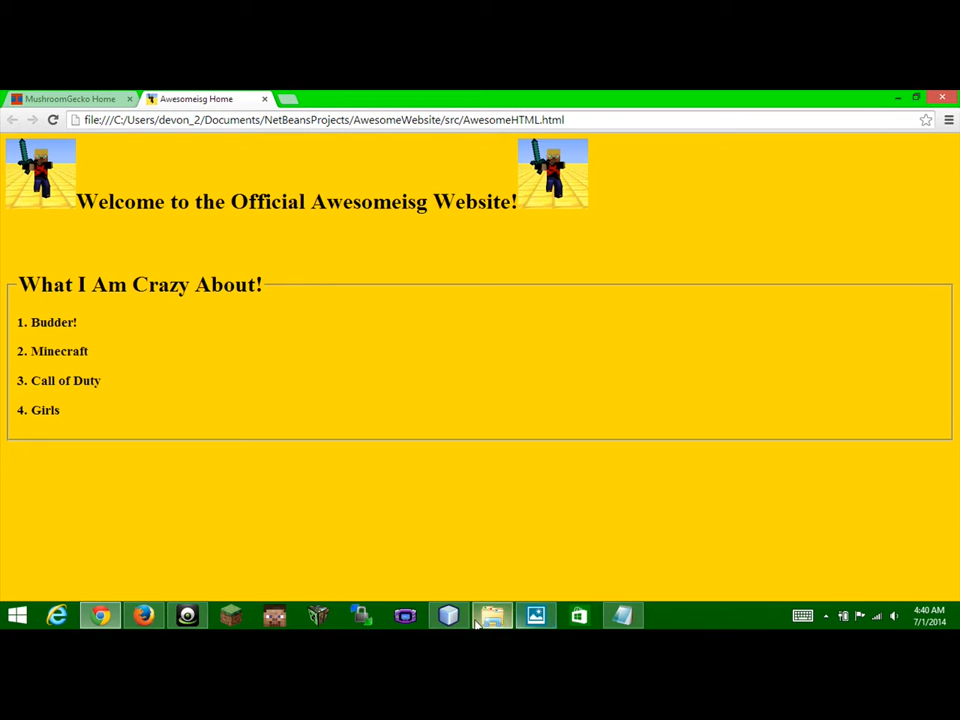 MushroomGecko Home
Awesomeisg Home
file:///C:/Users/devon_2/Documents/NetBeansProjects/AwesomeWebsite/src/AwesomeHTML.html
Welcome to the Official Awesomeisg Website!
What I Am Crazy About!
1. Budder!
2. Minecraft
3. Call of Duty
4. Girls
4:40 AM
7/1/2014